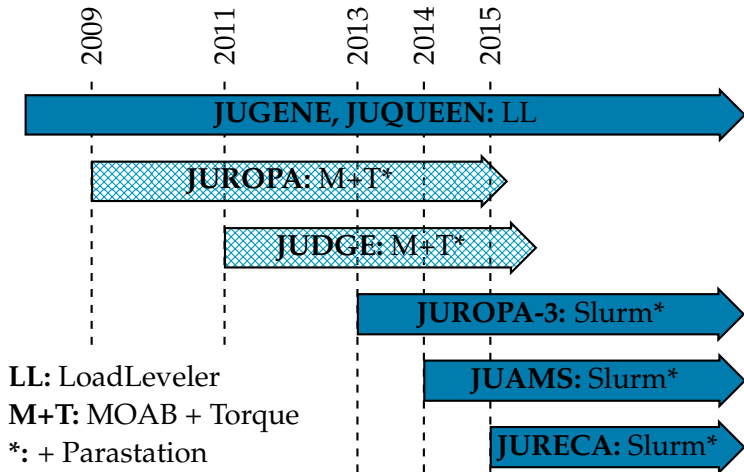 2009
2011
2013
2014
2015
JUGENE, JUQUEEN: LL
JUROPA: M+T*
JUDGE: M+T*
JUROPA-3: Slurm*
LL: LoadLeveler
JUAMS: Slurm*
M+T: MOAB + Torque
JURECA: Slurm*
*: + Parastation